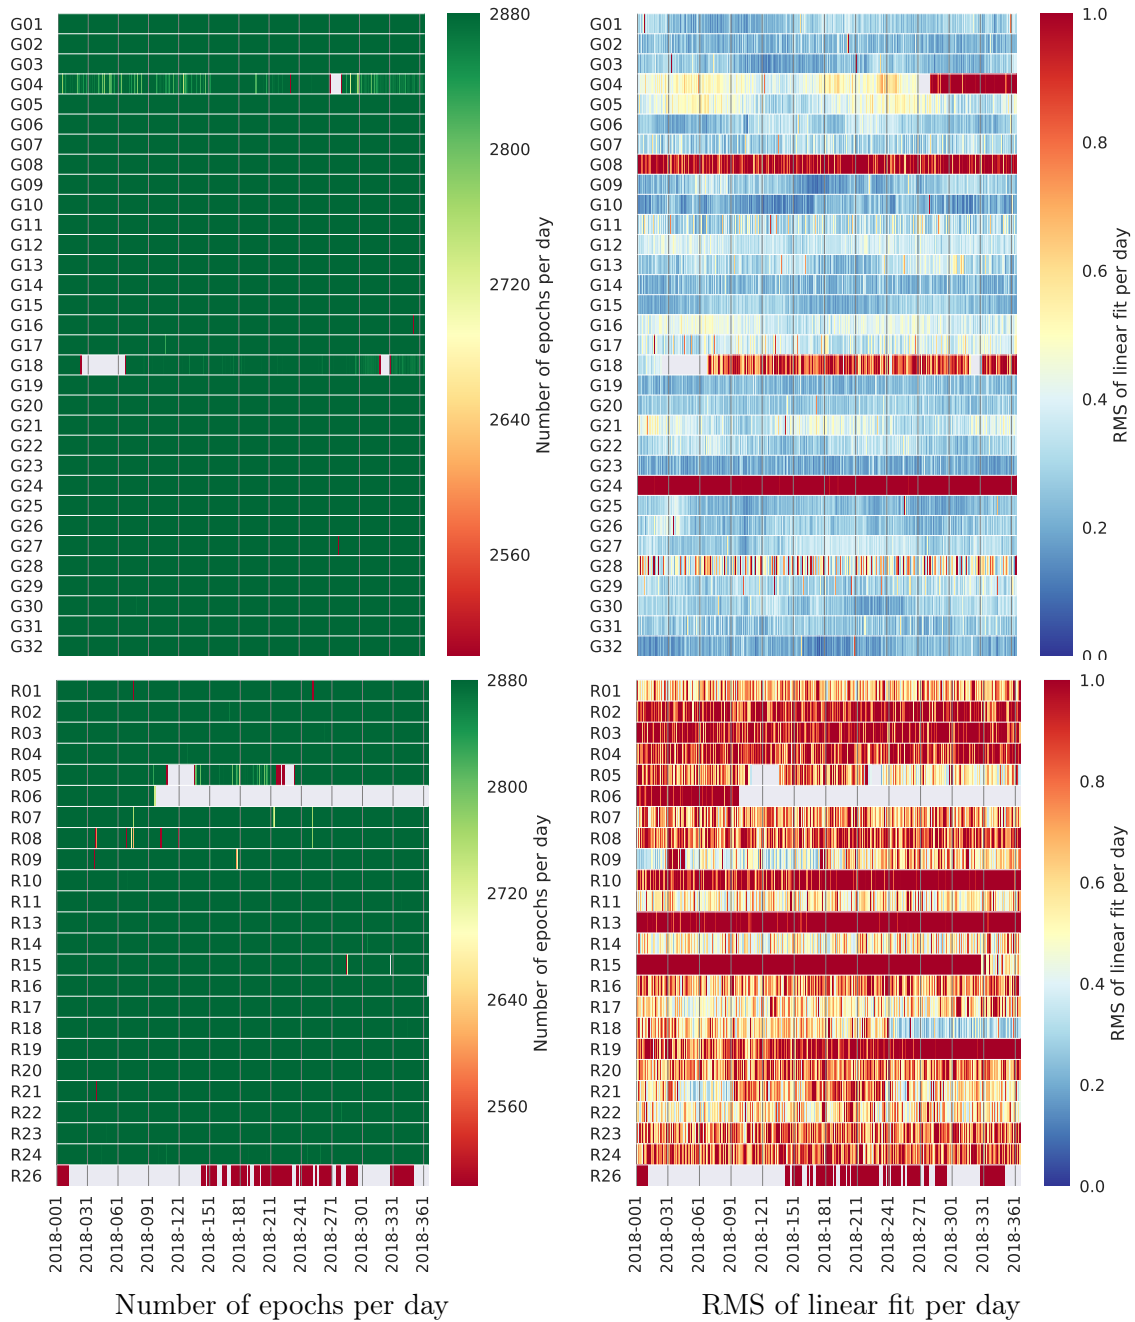 G01
G02
G03
G04
G05
G06
G07
G08
G09
G10
G11
G12
G13
G14
G15
G16
G17
G18
G19
G20
G21
G22
G23
G24
G25
G26
G27
G28
G29
G30
G31
G32
2880
2800
2720
2640
2560
Number of epochs per day
G01
G02
G03
G04
G05
G06
G07
G08
G09
G10
G11
G12
G13
G14
G15
G16
G17
G18
G19
G20
G21
G22
G23
G24
G25
G26
G27
G28
G29
G30
G31
G32
1.0
0.8
0.6
0.4
0.2
0.0
RMS of linear fit per day
R01
R02
R03
R04
R05
R06
R07
R08
R09
R10
R11
R13
R14
R15
R16
R17
R18
R19
R20
R21
R22
R23
R24
R26
2018-001
2018-031
2018-061
2018-091
2018-121
2018-151
2018-181
2018-211
2018-241
2018-271
2018-301
2018-331
2018-361
2880
2800
2720
2640
2560
Number of epochs per day
R01
R02
R03
R04
R05
R06
R07
R08
R09
R10
R11
R13
R14
R15
R16
R17
R18
R19
R20
R21
R22
R23
R24
R26
2018-001
2018-031
2018-061
2018-091
2018-121
2018-151
2018-181
2018-211
2018-241
2018-271
2018-301
2018-331
2018-361
1.0
0.8
0.6
0.4
0.2
0.0
RMS of linear fit per day
Number of epochs per day
RMS of linear fit per day